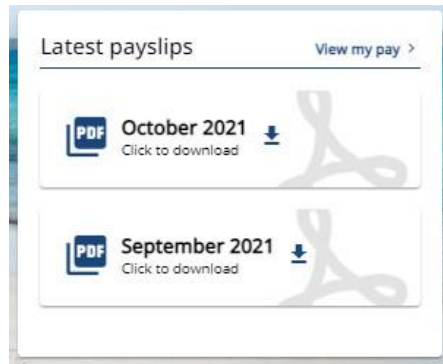 Latest payslips
View my pay >
PDF
October 2021
Click to download
PDF
September 2021
Click to download